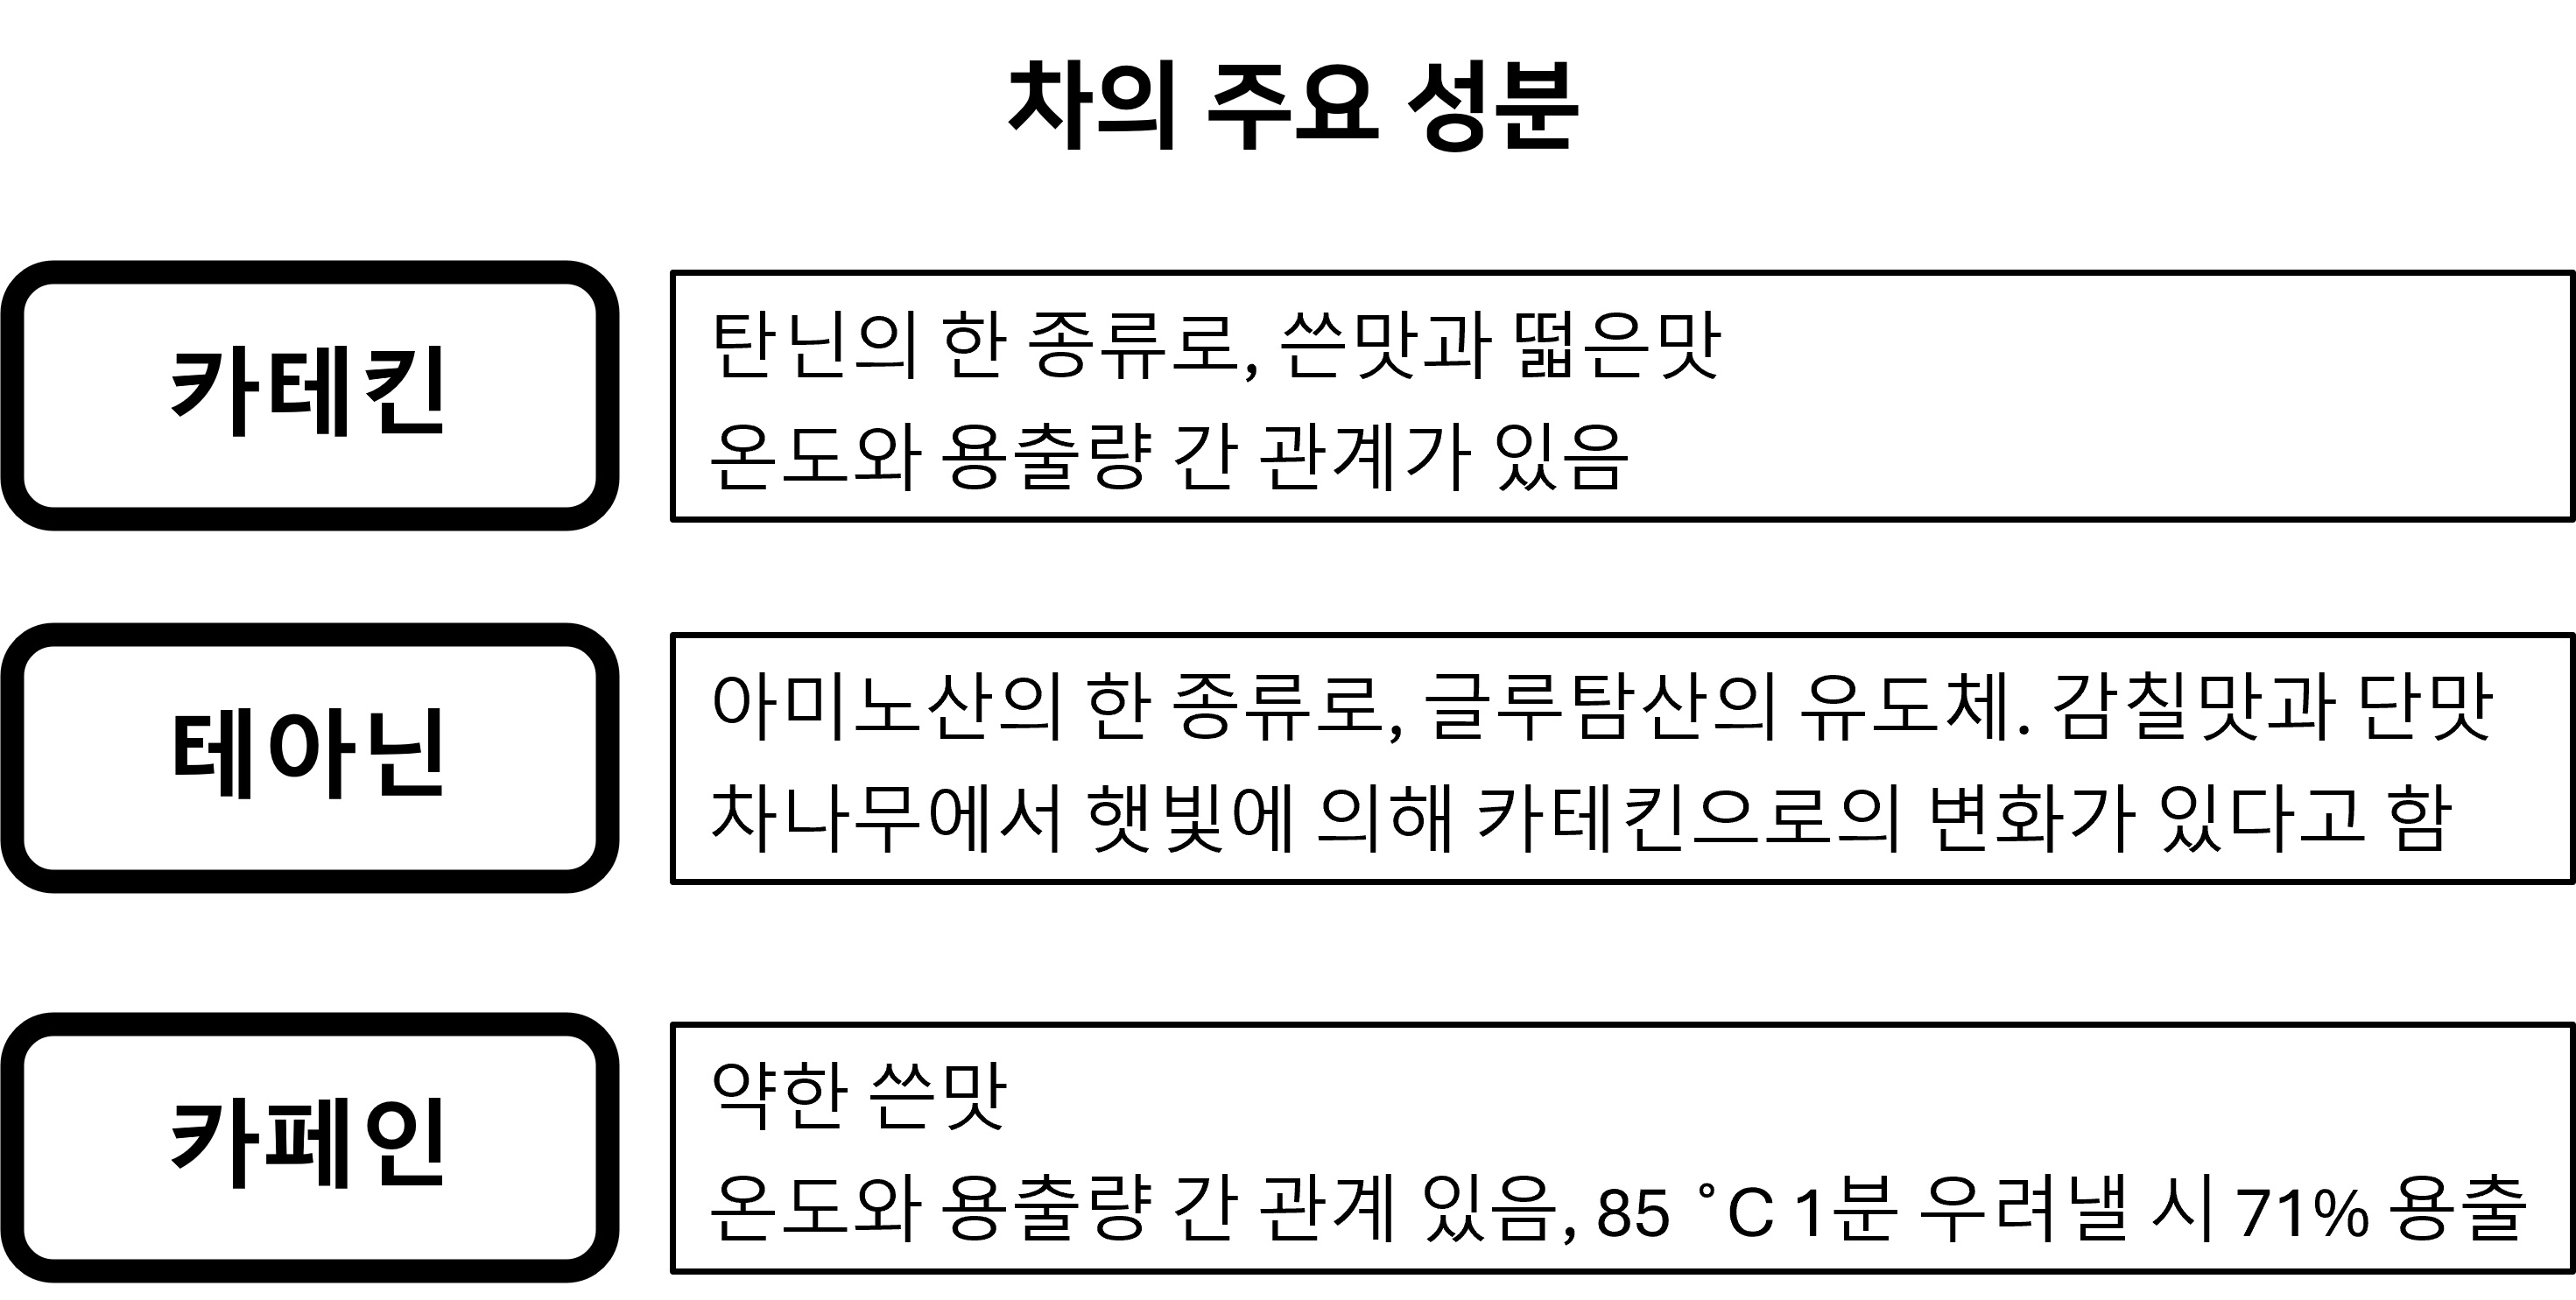 차의 주요 성분
카테킨
탄닌의 한 종류로, 쓴맛과 떫은맛
온도와 용출량 간 관계가 있음
테아닌
아미노산의 한 종류로, 글루탐산의 유도체. 감칠맛과 단맛
차나무에서 햇빛에 의해 카테킨으로의 변화가 있다고 함
카페인
약한 쓴맛
온도와 용출량 간 관계 있음, 85 ˚C 1분 우려낼 시 71% 용출